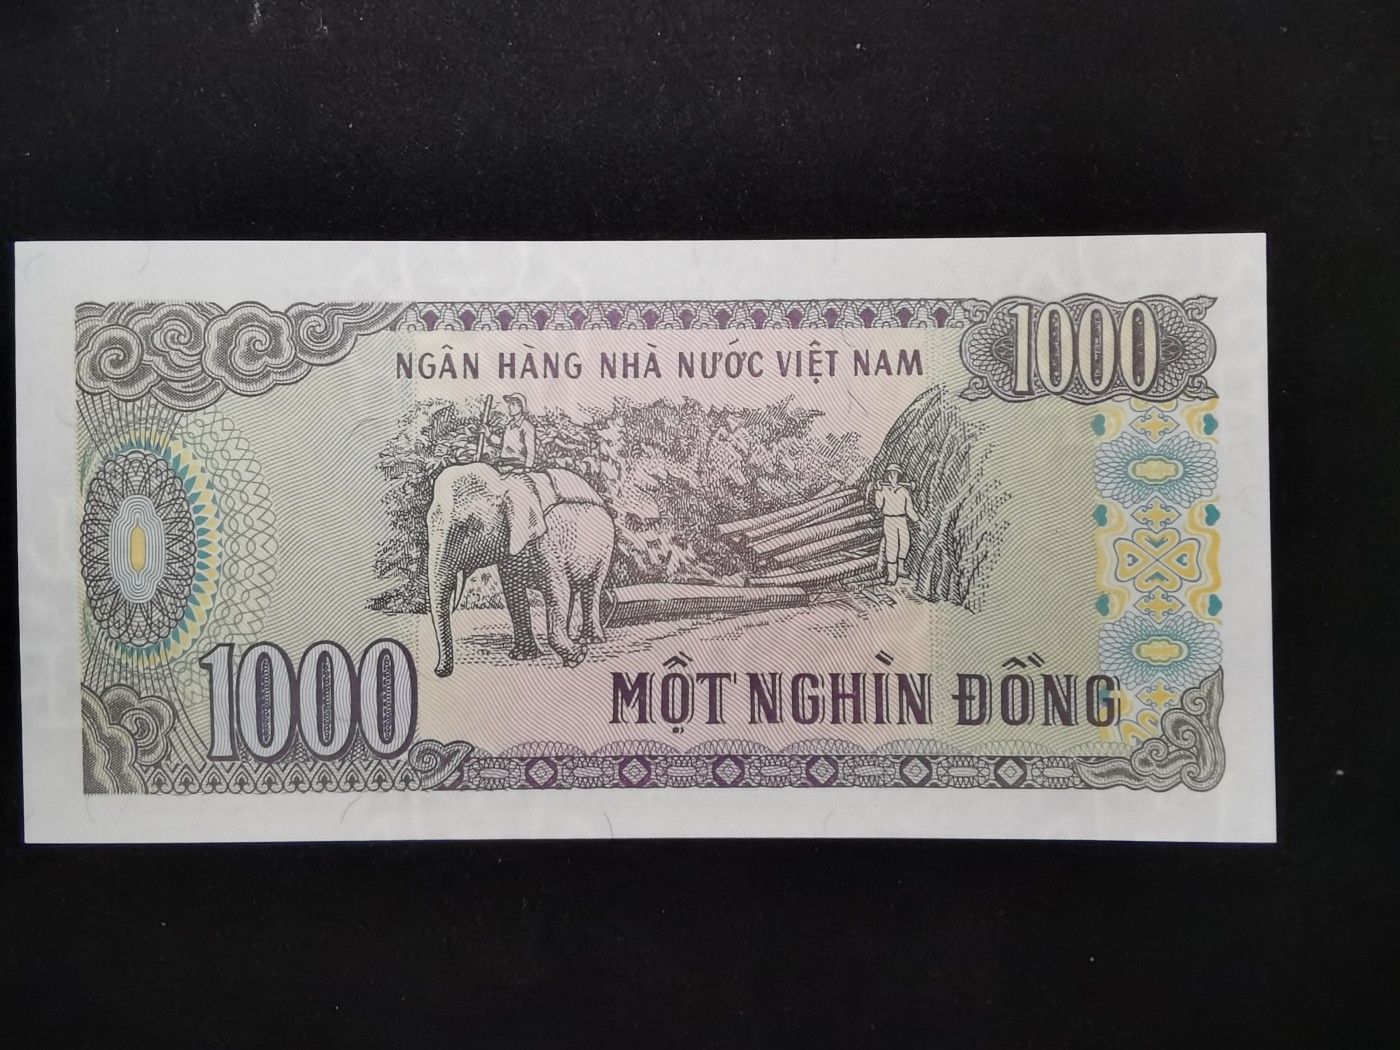 1000
NGÂN HÀNG NHÀ NƯỚC VIỆT NAM
1000
MỘT NGHÌN ĐỒNG